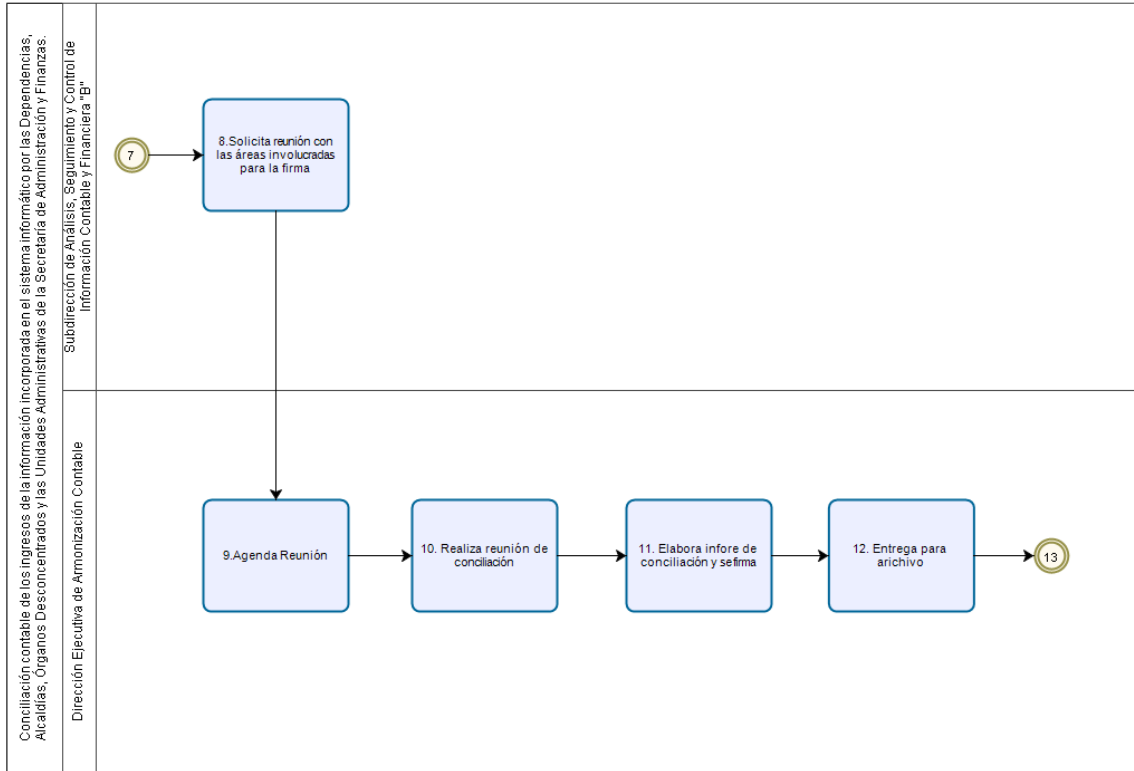 Conciliación contable de los ingresos de la información incorporada en el sistema informático por las Dependencias,
Alcaldías, Órganos Desconcentrados y las Unidades Administrativas de la Secretaría de Administración y Finanzas.
Subdirección de Análisis, Seguimiento y Control de
Información Contable y Financiera "B"
7
8.Solicita reunión con
las áreas involucradas
para la firma
Dirección Ejecutiva de Armonización Contable
9.Agenda Reunión
10. Realiza reunión de
conciliación
11. Elabora infore de
conciliación y sefirma
12. Entrega para
arichivo
13